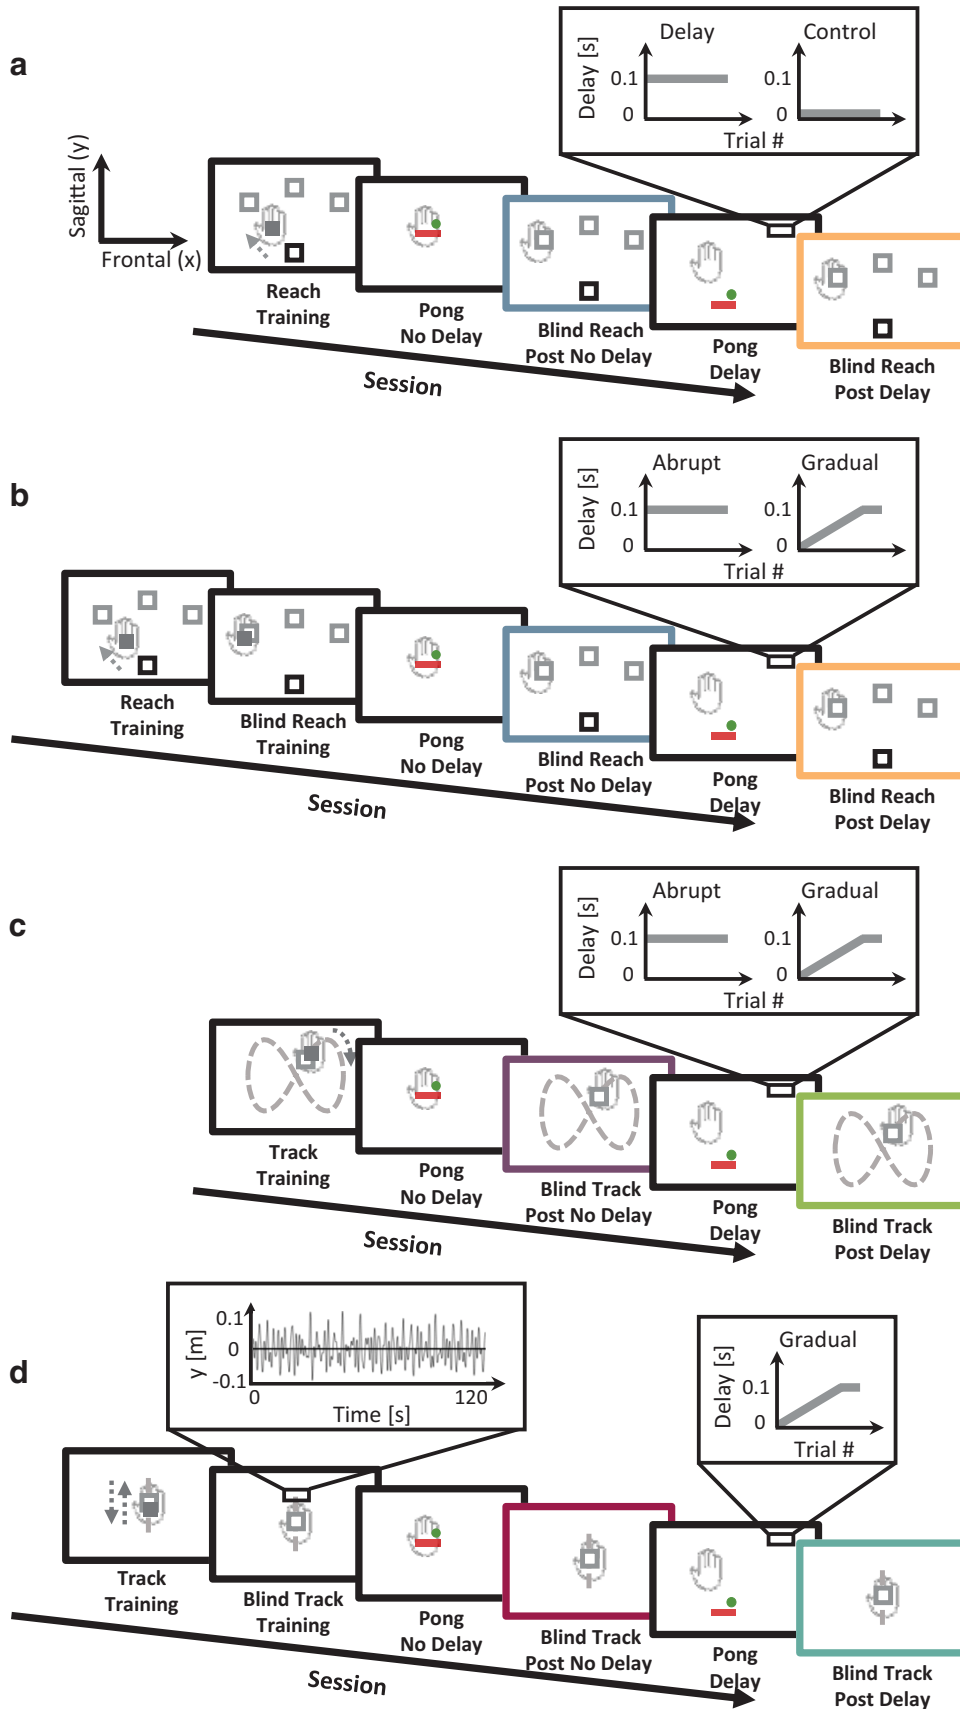 a
Delay [s]
Delay
0.1
0
Control
0.1
0
Trial #
Sagittal (y)
Frontal (x)
Reach
Training
Pong
No Delay
Blind Reach
Post No Delay
Pong
Delay
Blind Reach
Post Delay
Session
b
Delay [s]
Abrupt
0.1
0
Gradual
0.1
0
Trial #
Reach
Training
Blind Reach
Training
Pong
No Delay
Blind Reach
Post No Delay
Pong
Delay
Blind Reach
Post Delay
Session
c
Delay [s]
Abrupt
0.1
0
Gradual
0.1
0
Trial #
Track
Training
Pong
No Delay
Blind Track
Post No Delay
Pong
Delay
Blind Track
Post Delay
Session
d
y [m]
0.1
0
-0.1
0
120
Time [s]
Delay [s]
Gradual
0.1
0
Trial #
Track
Training
Blind Track
Training
Pong
No Delay
Blind Track
Post No Delay
Pong
Delay
Blind Track
Post Delay
Session